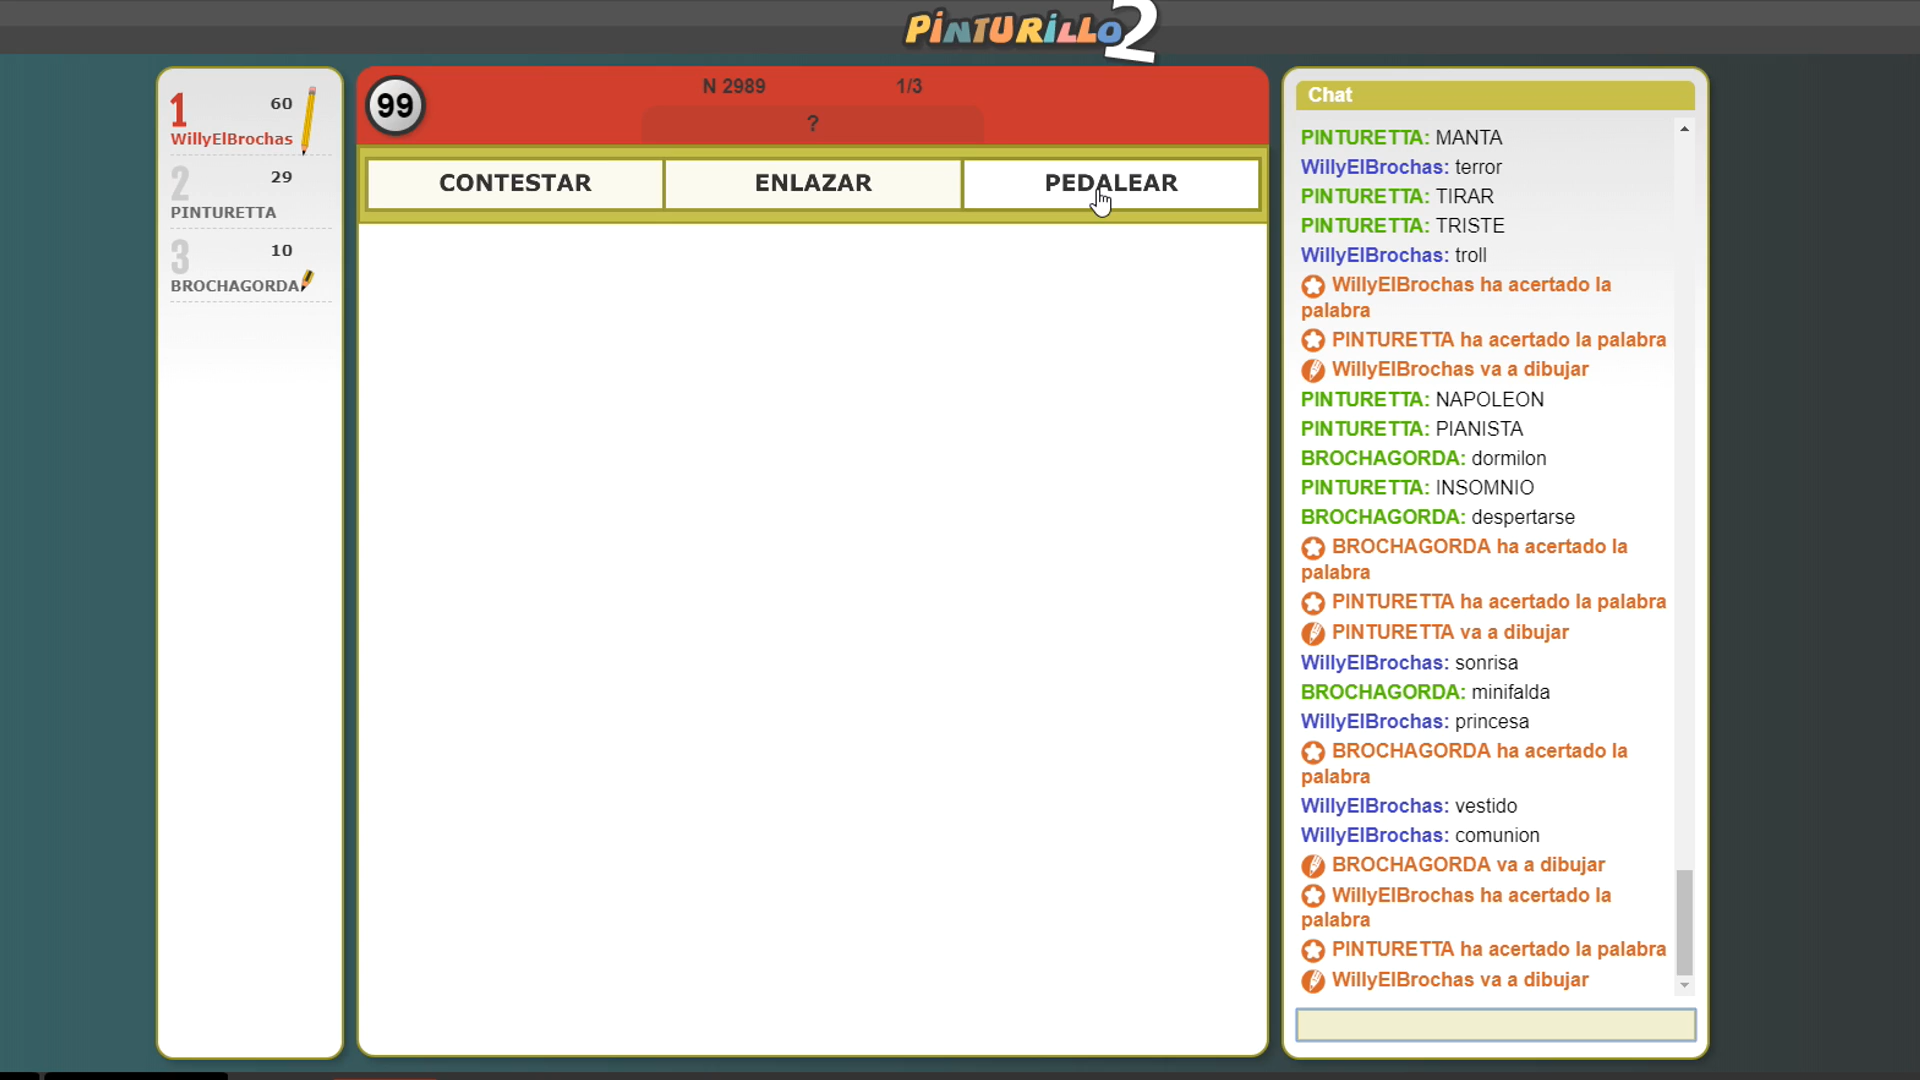 PINTURILLO 2
1 60
WillyElBrochas
2 29
PINTURETTA
3 10
BROCHAGORDA
99
N 2989 1/3
?
CONTESTAR ENLAZAR PEDALEAR
Chat
PINTURETTA: MANTA
WillyElBrochas: terror
PINTURETTA: TIRAR
PINTURETTA: TRISTE
WillyElBrochas: troll
WillyElBrochas ha acertado la
palabra
PINTURETTA ha acertado la palabra
WillyElBrochas va a dibujar
PINTURETTA: NAPOLEON
PINTURETTA: PIANISTA
BROCHAGORDA: dormilon
PINTURETTA: INSOMNIO
BROCHAGORDA: despertarse
BROCHAGORDA ha acertado la
palabra
PINTURETTA ha acertado la palabra
PINTURETTA va a dibujar
WillyElBrochas: sonrisa
BROCHAGORDA: minifalda
WillyElBrochas: princesa
BROCHAGORDA ha acertado la
palabra
WillyElBrochas: vestido
WillyElBrochas: comunion
BROCHAGORDA va a dibujar
WillyElBrochas ha acertado la
palabra
PINTURETTA ha acertado la palabra
WillyElBrochas va a dibujar